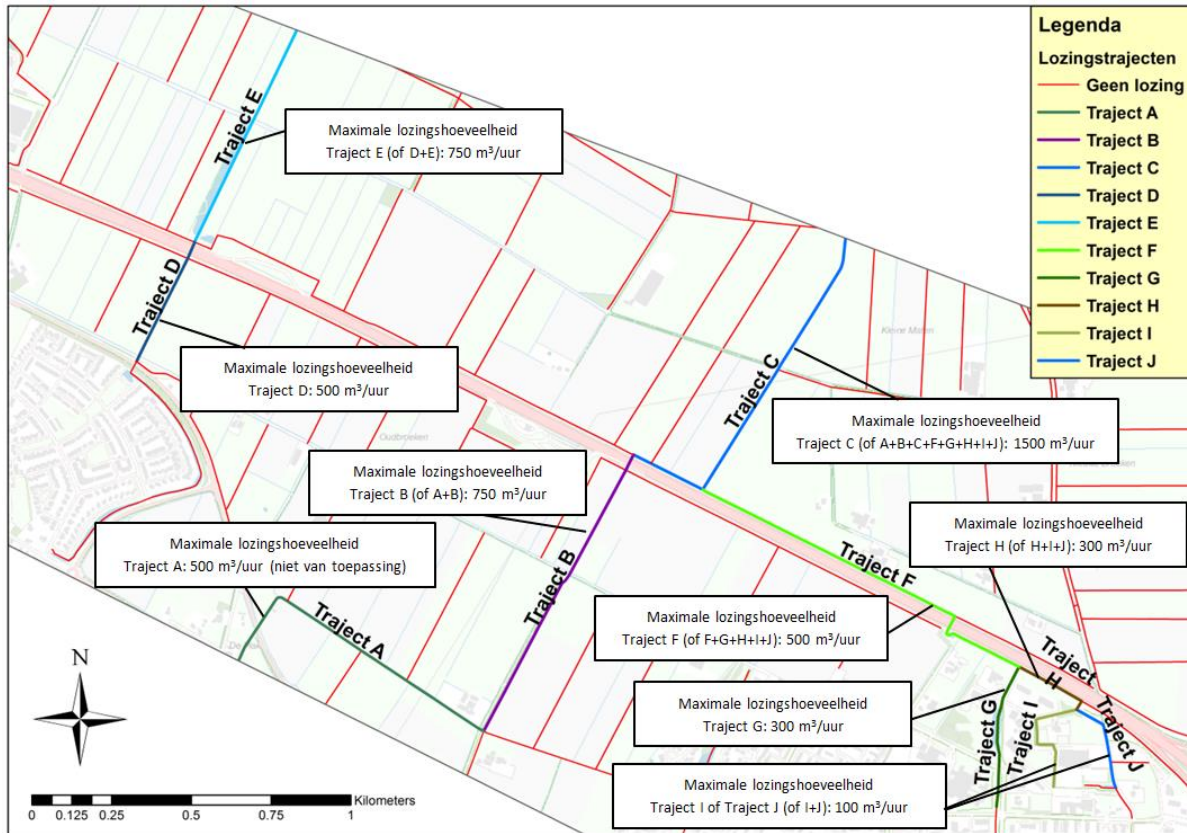 Legenda
Lozingstrajecten
Geen lozing
Traject A
Traject B
Traject C
Traject D
Traject E
Traject F
Traject G
Traject H
Traject I
Traject J
Traject E
Maximale lozingshoeveelheid
Traject E (of D+E): 750 m³/uur
Traject D
Maximale lozingshoeveelheid
Traject D: 500 m³/uur
Kleine Maten
Traject C
Maximale lozingshoeveelheid
Traject C (of A+B+C+F+G+H+I+J): 1500 m³/uur
Oudbroeken
Maximale lozingshoeveelheid
Traject B (of A+B): 750 m³/uur
Traject B
Maximale lozingshoeveelheid
Traject A: 500 m³/uur (niet van toepassing)
Traject A
Maximale lozingshoeveelheid
Traject H (of H+I+J): 300 m³/uur
Traject F
Maximale lozingshoeveelheid
Traject F (of F+G+H+I+J): 500 m³/uur
Traject
H
Maximale lozingshoeveelheid
Traject G: 300 m³/uur
Traject G
Traject I
Traject J
Maximale lozingshoeveelheid
Traject I of Traject J (of I+J): 100 m³/uur
N
Kilometers
0 0.125 0.25 0.5 0.75 1